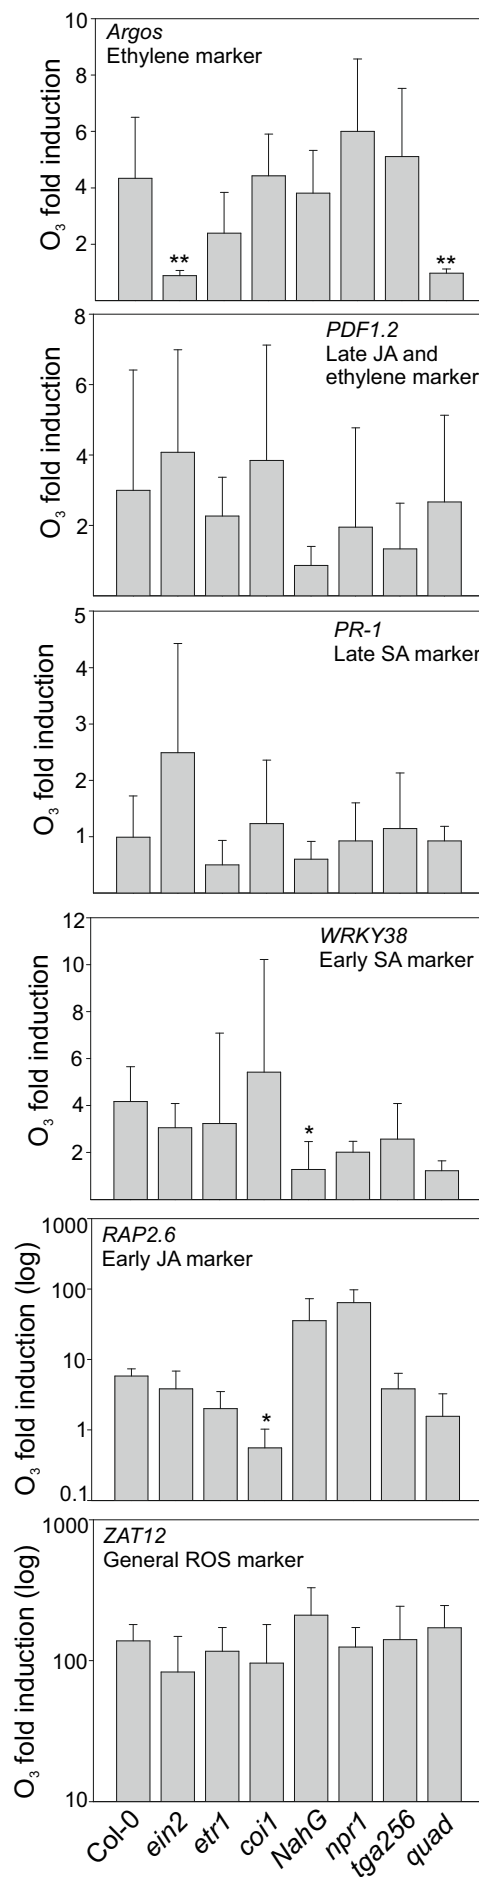 Argos
Ethylene marker
10
8
6
4
2
O3 fold induction
**
**
PDF1.2
Late JA and
ethylene marker
8
6
4
2
O3 fold induction
PR-1
Late SA marker
5
4
3
2
1
O3 fold induction
WRKY38
Early SA marker
12
10
8
6
4
2
O3 fold induction
*
RAP2.6
Early JA marker
1000
100
10
1
0.1
O3 fold induction (log)
*
ZAT12
General ROS marker
1000
100
10
O3 fold induction (log)
Col-0 ein2 etr1 coi1 NahG npr1 tga256 quad